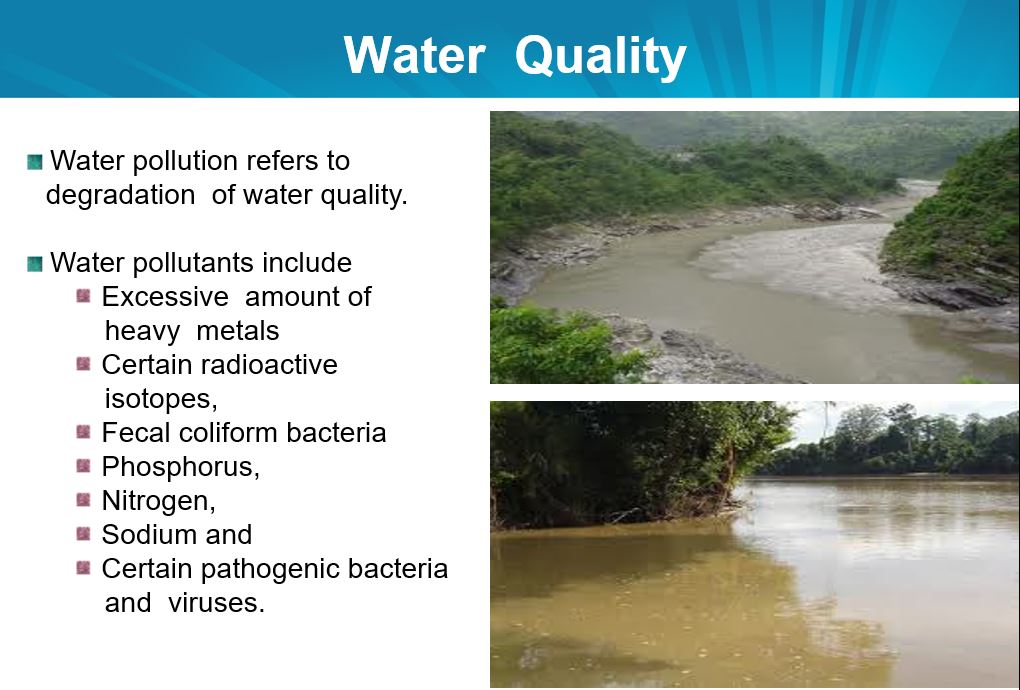 Water Quality
Water pollution refers to
degradation of water quality.
Water pollutants include
Excessive amount of
heavy metals
Certain radioactive
isotopes,
Fecal coliform bacteria
Phosphorus,
Nitrogen,
Sodium and
Certain pathogenic bacteria
and viruses.